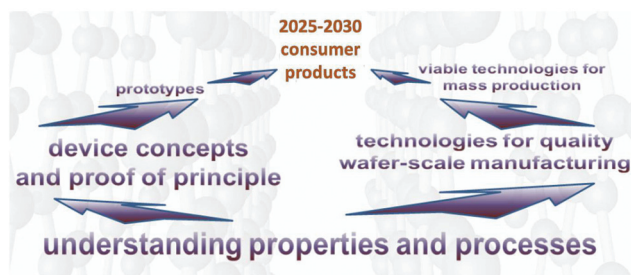 2025-2030
consumer
products
prototypes
viable technologies for
mass production
device concepts
and proof of principle
technologies for quality
wafer-scale manufacturing
understanding properties and processes